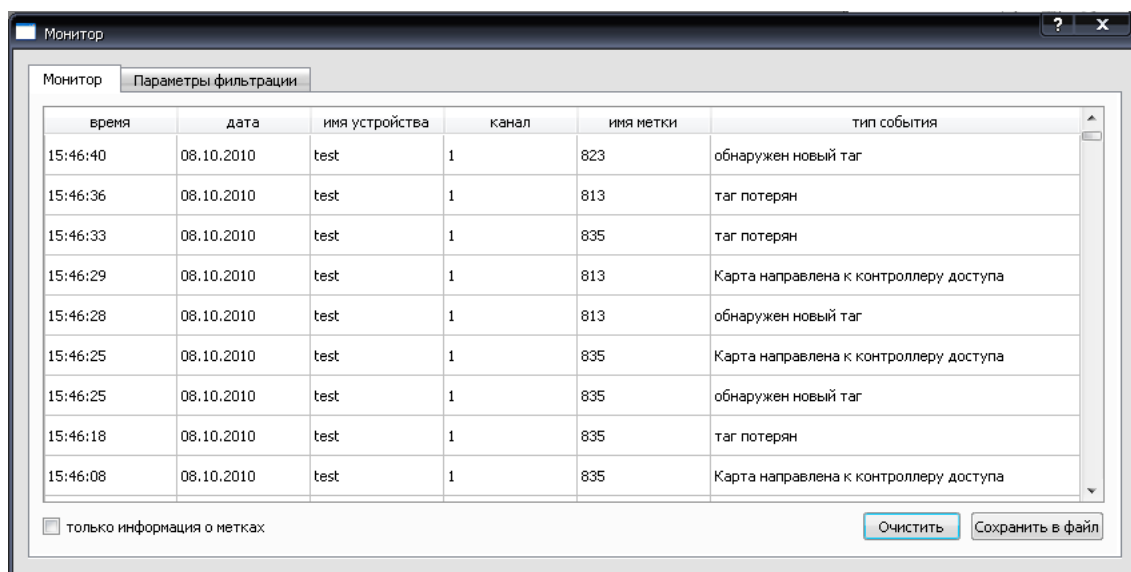 Монитор
? x
Монитор Параметры фильтрации
время дата имя устройства канал имя метки тип события
15:46:40 08.10.2010 test 1 823 обнаружен новый таг
15:46:36 08.10.2010 test 1 813 таг потерян
15:46:33 08.10.2010 test 1 835 таг потерян
15:46:29 08.10.2010 test 1 813 Карта направлена к контроллеру доступа
15:46:28 08.10.2010 test 1 813 обнаружен новый таг
15:46:25 08.10.2010 test 1 835 Карта направлена к контроллеру доступа
15:46:25 08.10.2010 test 1 835 обнаружен новый таг
15:46:18 08.10.2010 test 1 835 таг потерян
15:46:08 08.10.2010 test 1 835 Карта направлена к контроллеру доступа
только информация о метках Очистить Сохранить в файл